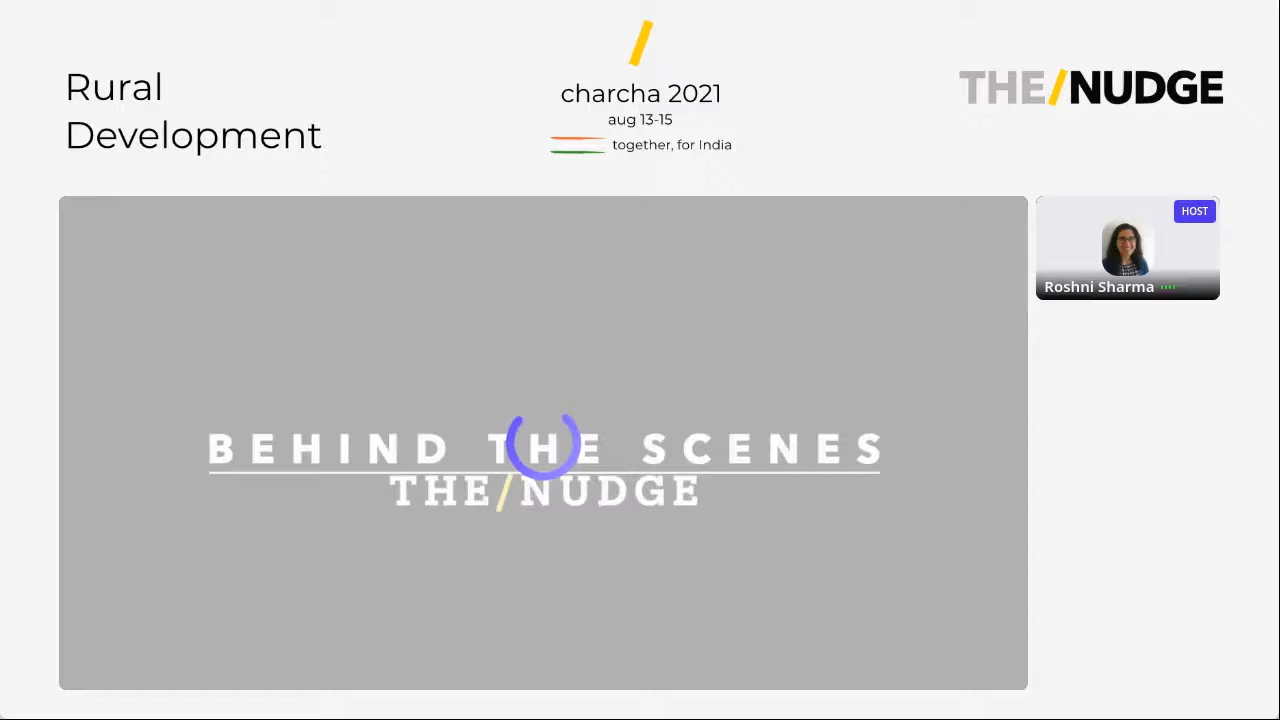 Rural
Development
charcha 2021
aug 13-15
together, for India
THE/NUDGE
HOST
Roshni Sharma
BEHIND THE SCENES
THE/NUDGE